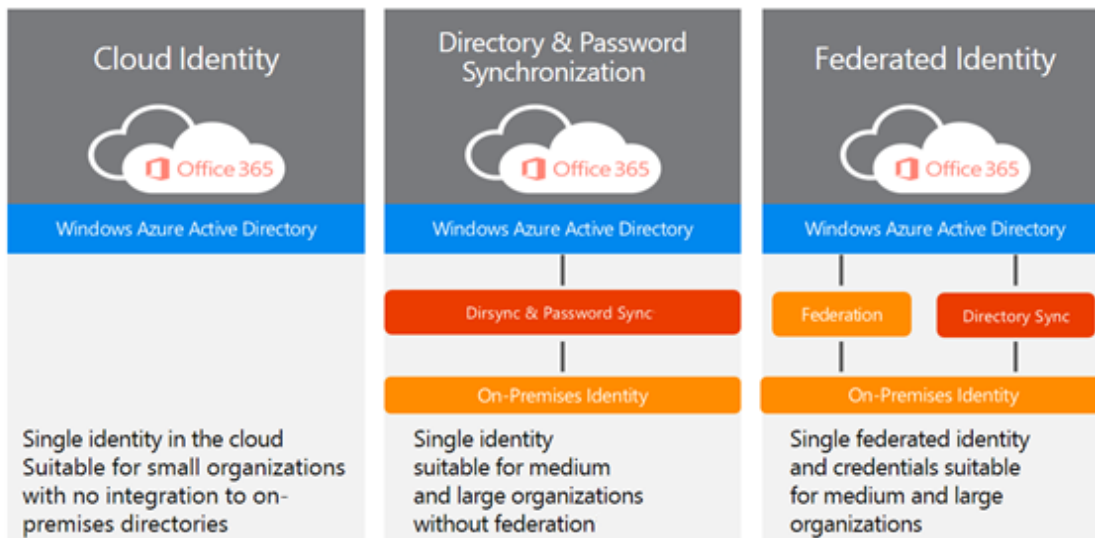 Cloud Identity
Office 365
Windows Azure Active Directory
Single identity in the cloud
Suitable for small organizations
with no integration to on-
premises directories
Directory & Password
Synchronization
Office 365
Windows Azure Active Directory
Dirsync & Password Sync
On-Premises Identity
Single identity
suitable for medium
and large organizations
without federation
Federated Identity
Office 365
Windows Azure Active Directory
Federation
Directory Sync
On-Premises Identity
Single federated identity
and credentials suitable
for medium and large
organizations